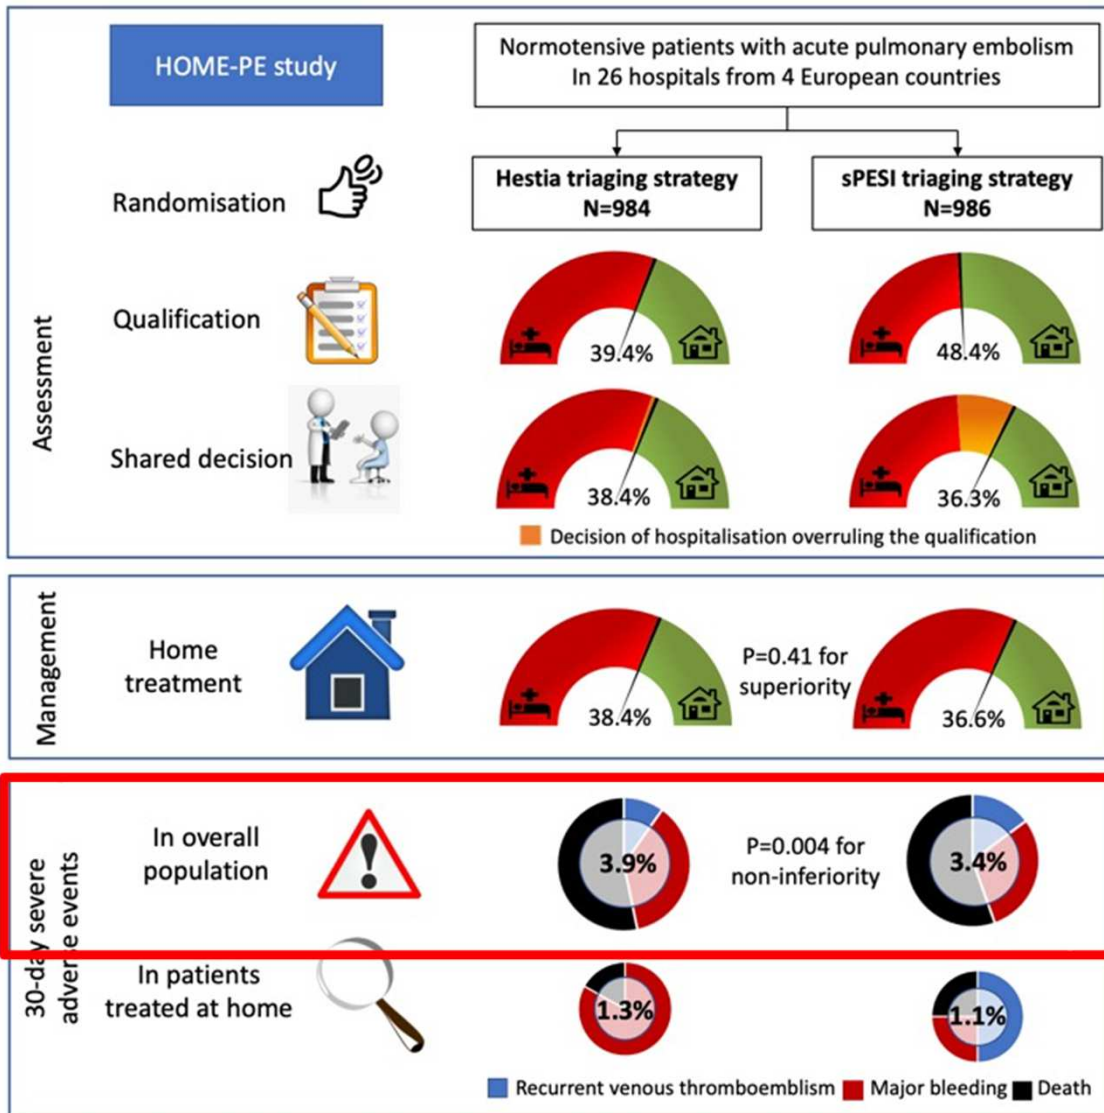 HOME-PE study
Normotensive patients with acute pulmonary embolism
In 26 hospitals from 4 European countries
Randomisation
Hestia triaging strategy
N=984
sPESI triaging strategy
N=986
Assessment
Qualification
39.4%
48.4%
Shared decision
38.4%
36.3%
Decision of hospitalisation overruling the qualification
Management
Home
treatment
38.4%
P=0.41 for
superiority
36.6%
30-day severe
adverse events
In overall
population
3.9%
P=0.004 for
non-inferiority
3.4%
In patients
treated at home
1.3%
1.1%
Recurrent venous thromboemblism
Major bleeding
Death